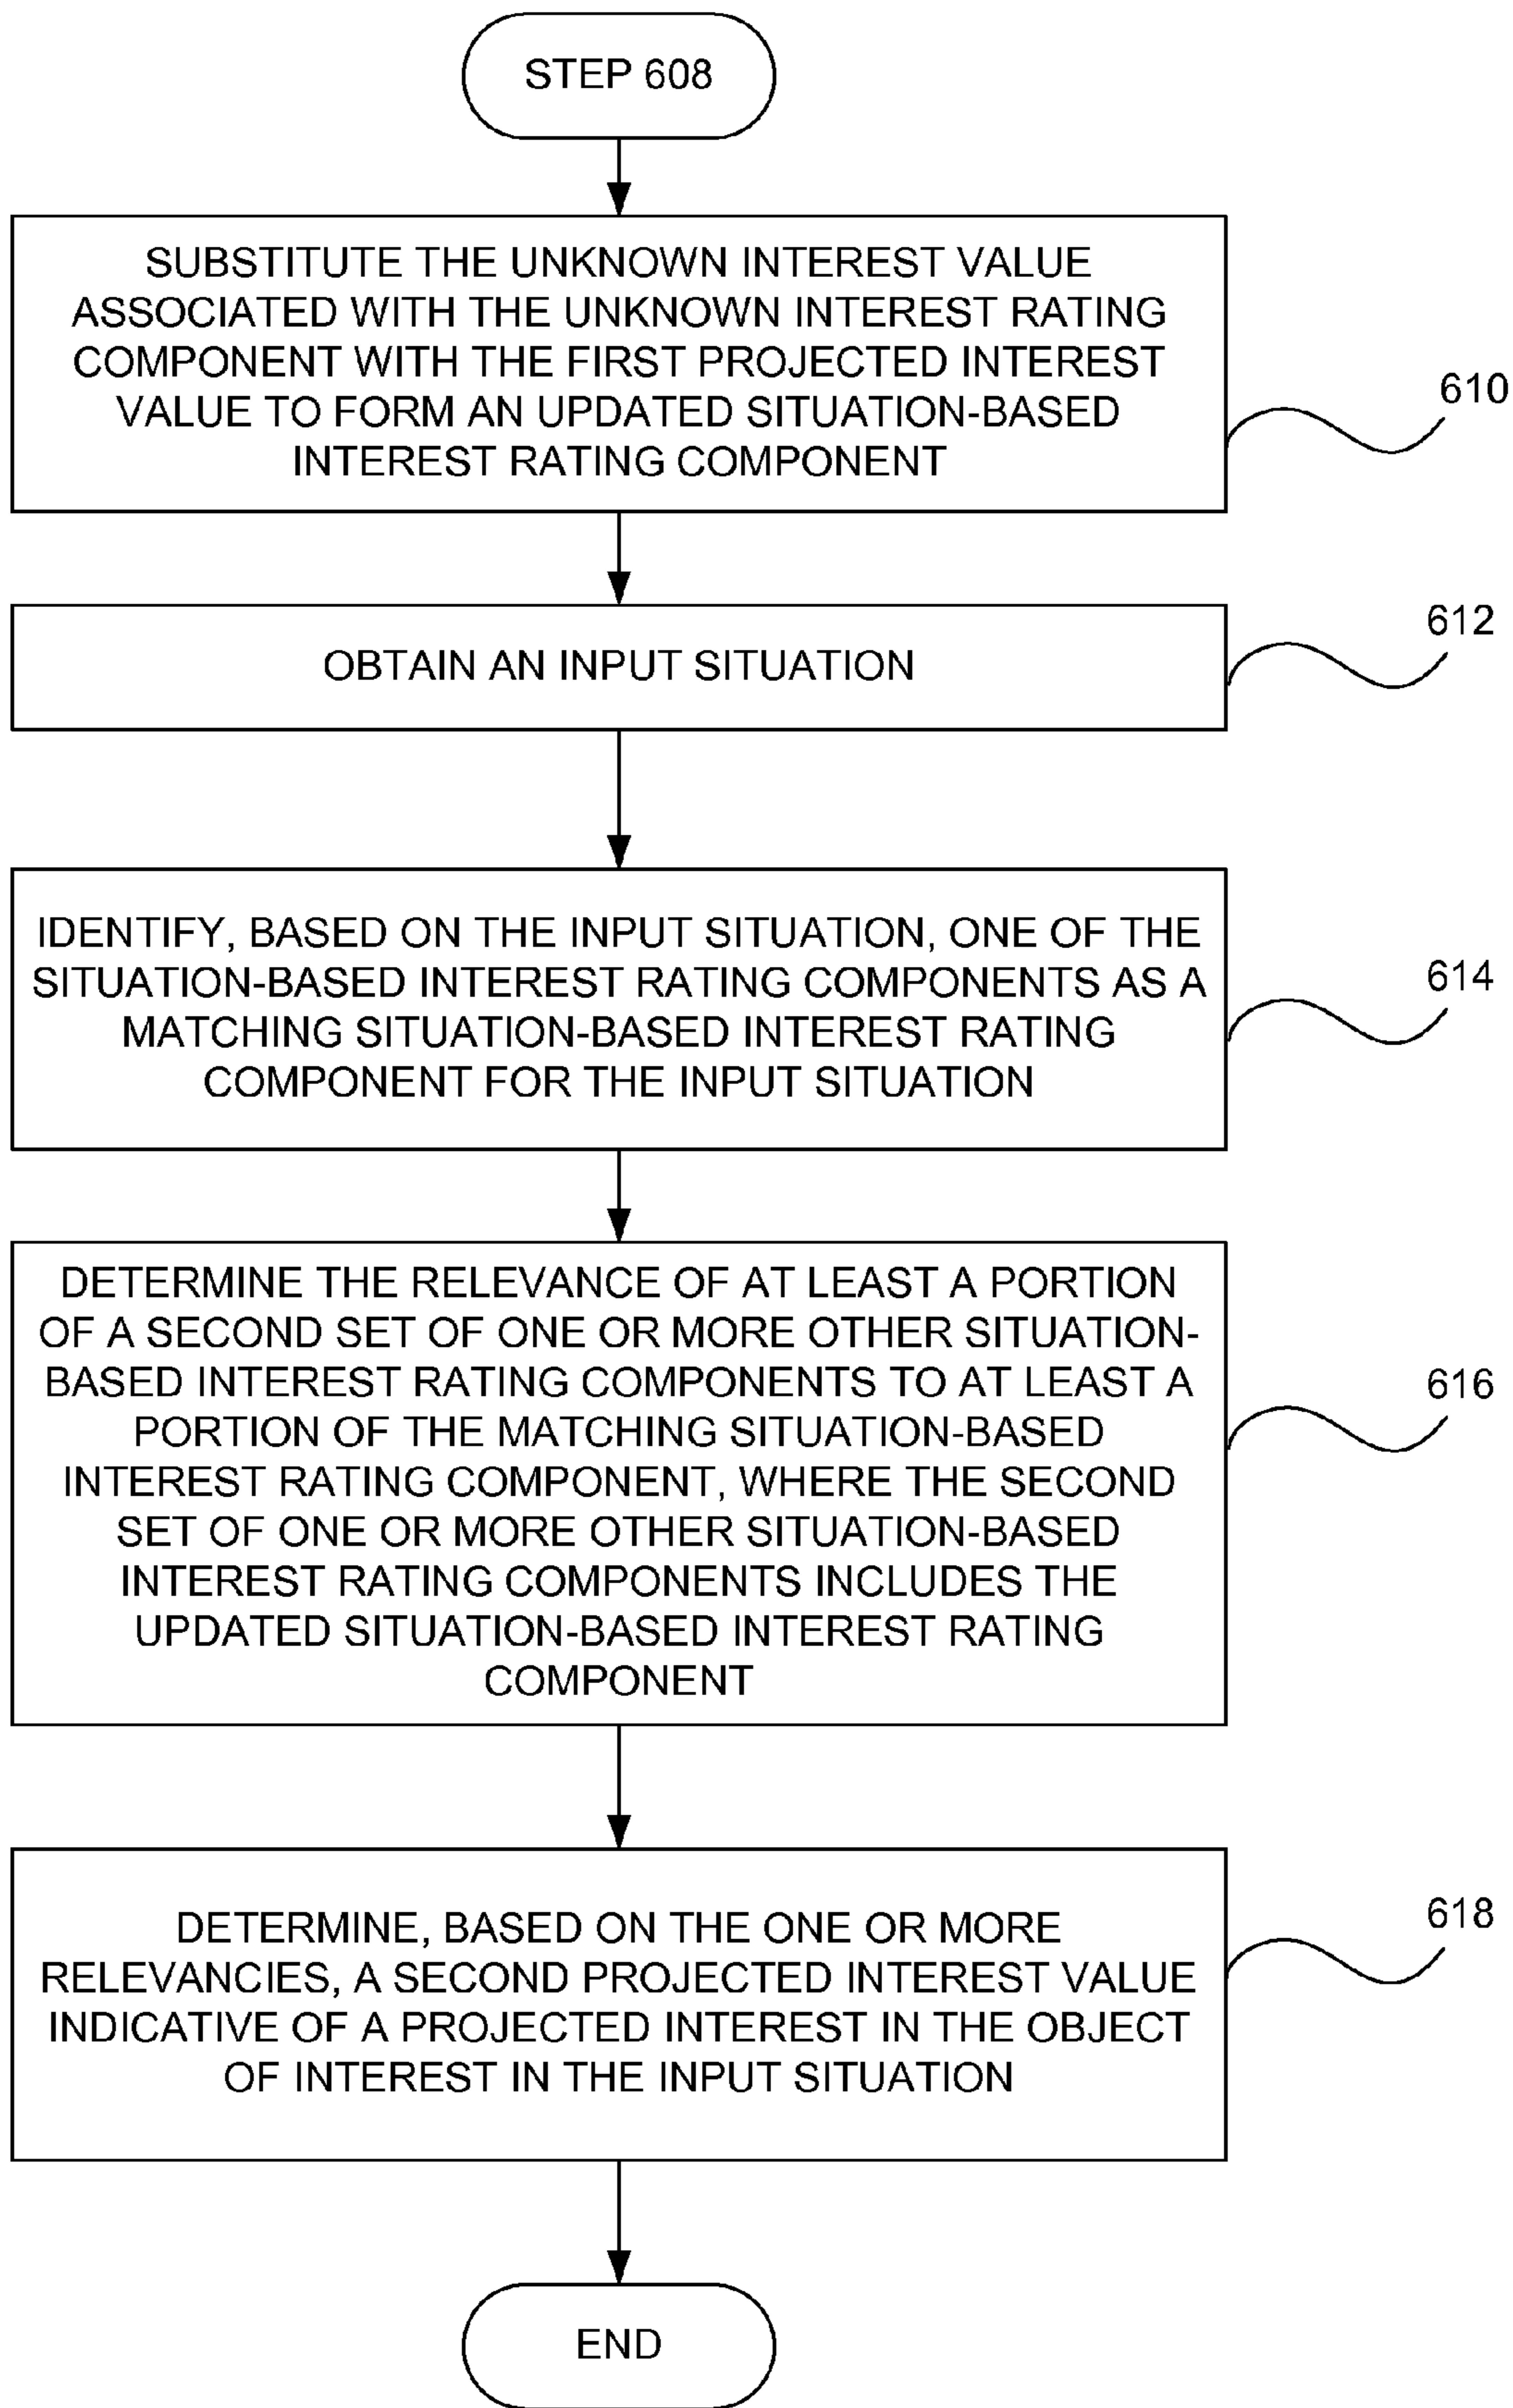 STEP 608
SUBSTITUTE THE UNKNOWN INTEREST VALUE
ASSOCIATED WITH THE UNKNOWN INTEREST RATING
COMPONENT WITH THE FIRST PROJECTED INTEREST
VALUE TO FORM AN UPDATED SITUATION-BASED
INTEREST RATING COMPONENT
610
OBTAIN AN INPUT SITUATION
612
IDENTIFY, BASED ON THE INPUT SITUATION, ONE OF THE
SITUATION-BASED INTEREST RATING COMPONENTS AS A
MATCHING SITUATION-BASED INTEREST RATING
COMPONENT FOR THE INPUT SITUATION
614
DETERMINE THE RELEVANCE OF AT LEAST A PORTION
OF A SECOND SET OF ONE OR MORE OTHER SITUATION-
BASED INTEREST RATING COMPONENTS TO AT LEAST A
PORTION OF THE MATCHING SITUATION-BASED
INTEREST RATING COMPONENT, WHERE THE SECOND
SET OF ONE OR MORE OTHER SITUATION-BASED
INTEREST RATING COMPONENTS INCLUDES THE
UPDATED SITUATION-BASED INTEREST RATING
COMPONENT
616
DETERMINE, BASED ON THE ONE OR MORE
RELEVANCIES, A SECOND PROJECTED INTEREST VALUE
INDICATIVE OF A PROJECTED INTEREST IN THE OBJECT
OF INTEREST IN THE INPUT SITUATION
618
END